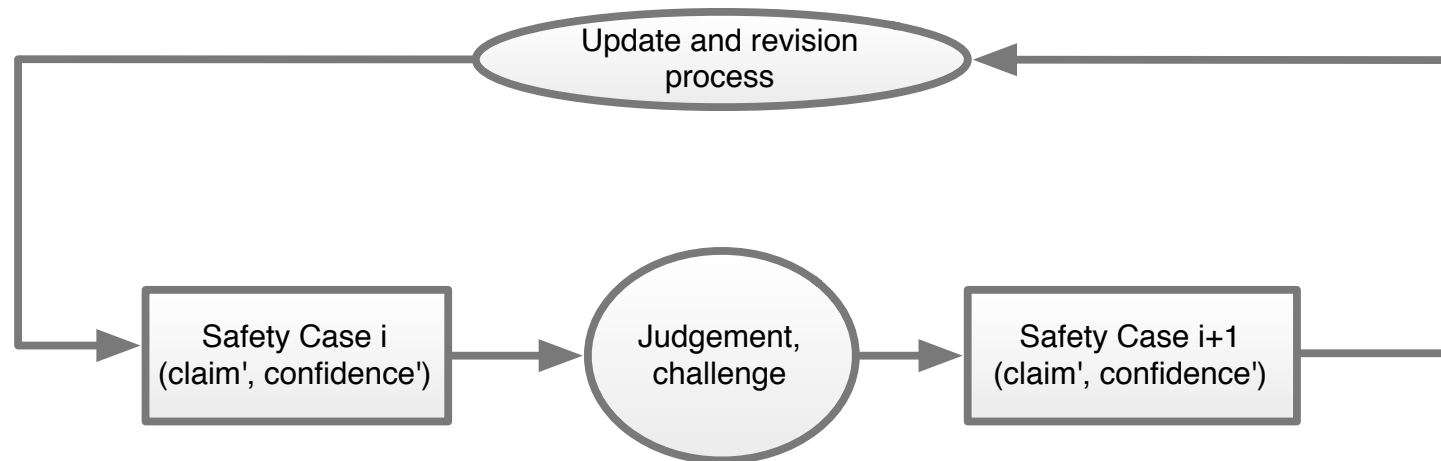 Update and revision
process
Safety Case i
(claim', confidence')
Judgement,
challenge
Safety Case i+1
(claim', confidence')